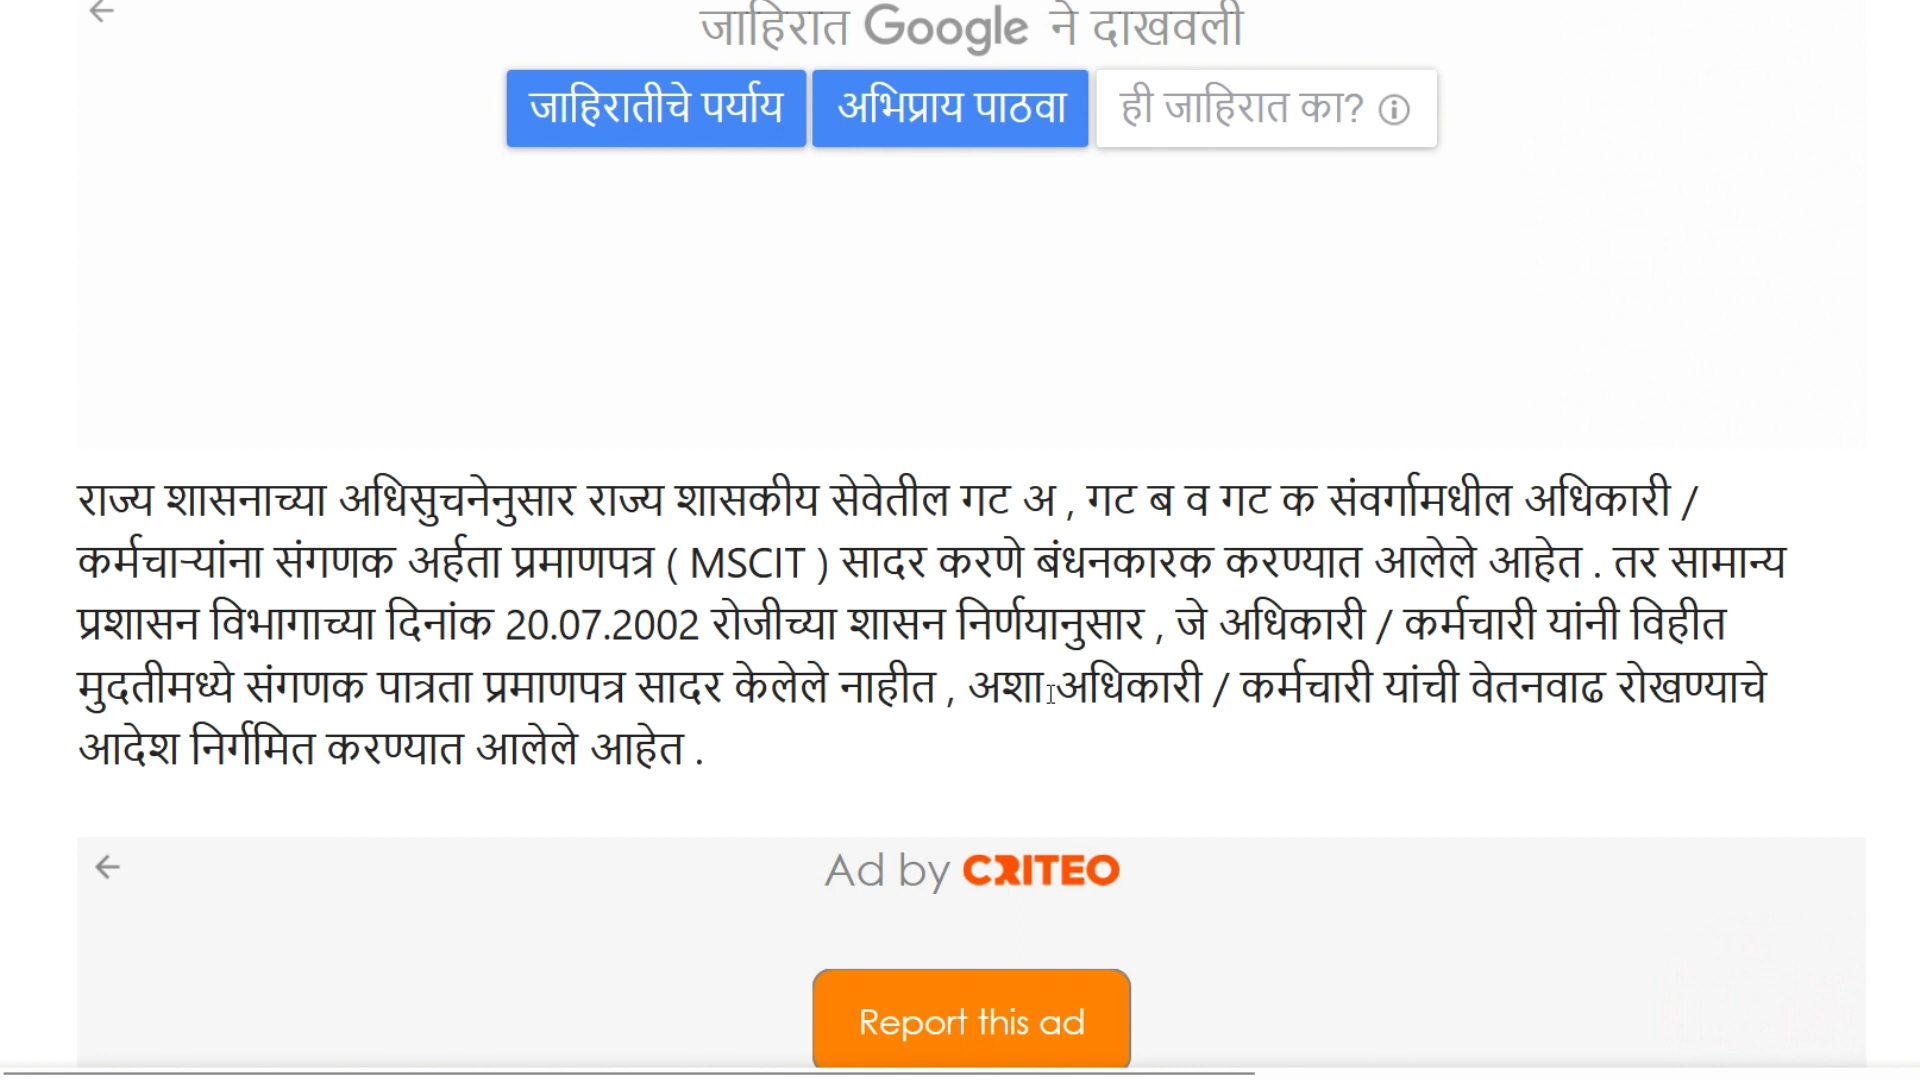 जाहिरात Google ने दाखवली
जाहिरातीचे पर्याय अभिप्राय पाठवा ही जाहिरात का?
राज्य शासनाच्या अधिसुचनेनुसार राज्य शासकीय सेवेतील गट अ , गट ब व गट क संवर्गामधील अधिकारी /
कर्मचाऱ्यांना संगणक अर्हता प्रमाणपत्र ( MSCIT ) सादर करणे बंधनकारक करण्यात आलेले आहेत . तर सामान्य
प्रशासन विभागाच्या दिनांक 20.07.2002 रोजीच्या शासन निर्णयानुसार , जे अधिकारी / कर्मचारी यांनी विहीत
मुदतीमध्ये संगणक पात्रता प्रमाणपत्र सादर केलेले नाहीत , अशा अधिकारी / कर्मचारी यांची वेतनवाढ रोखण्याचे
आदेश निर्गमित करण्यात आलेले आहेत .
Ad by CRITEO
Report this ad